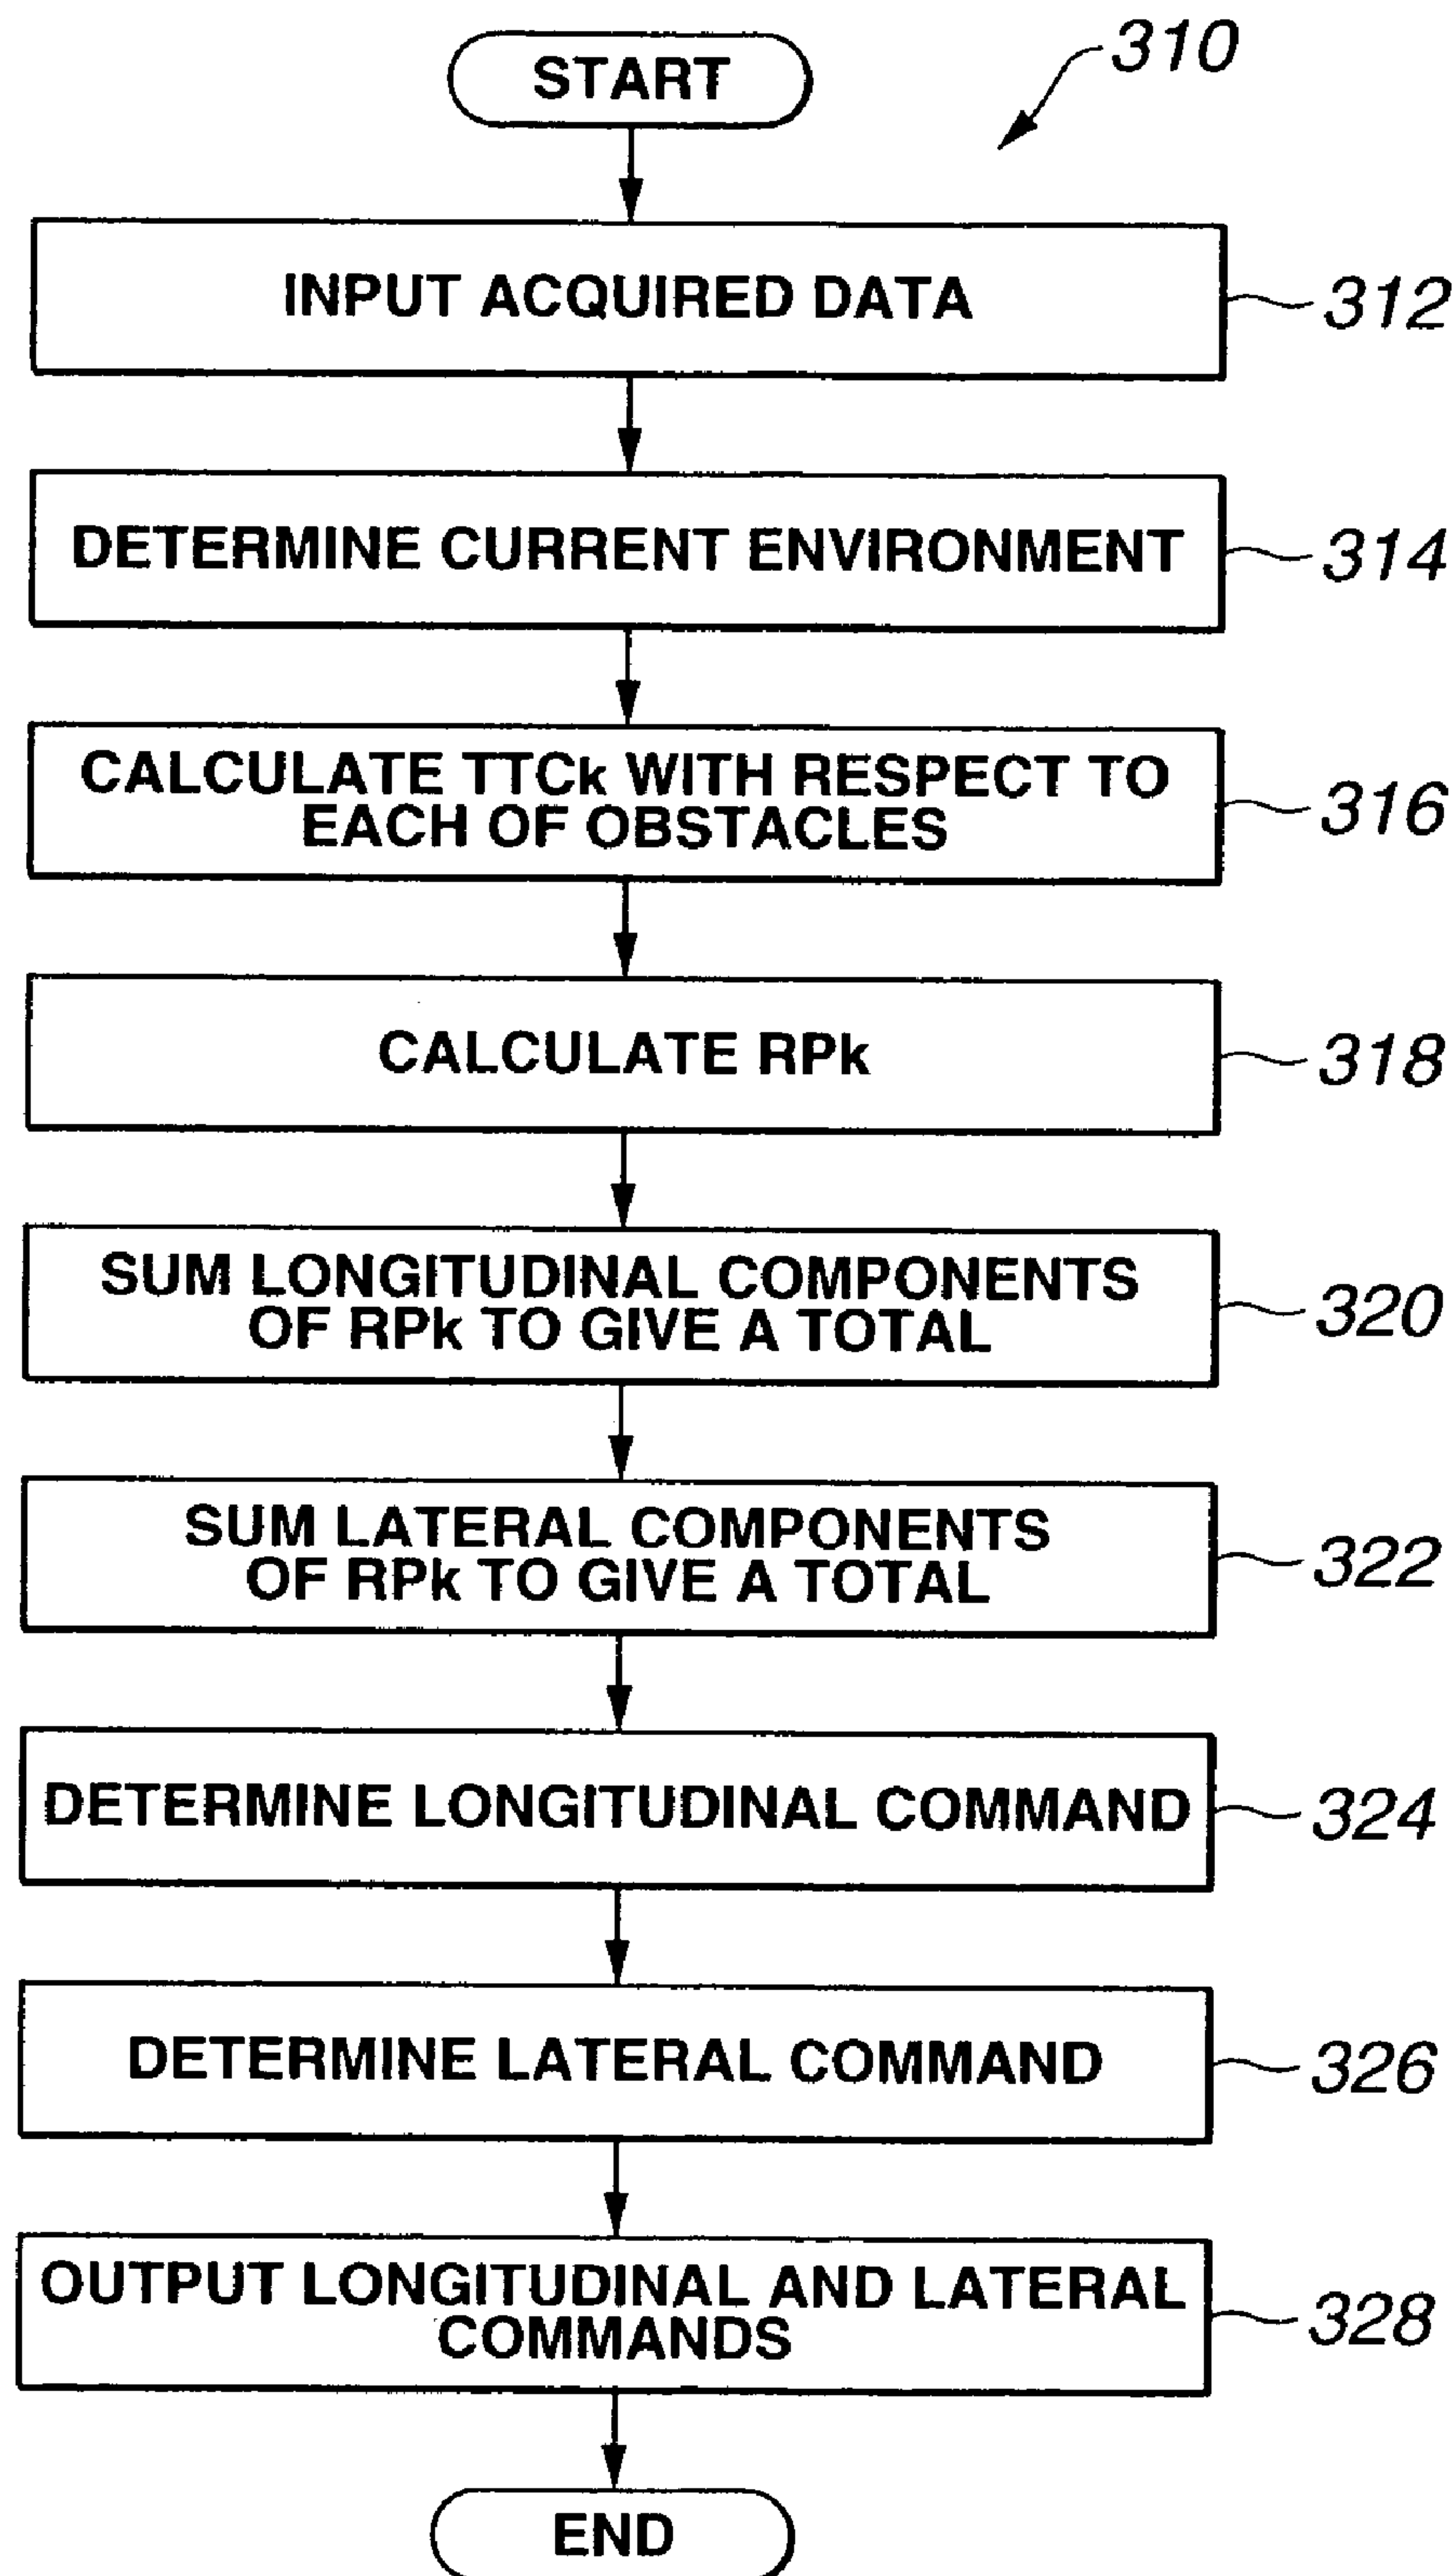 310
START
INPUT ACQUIRED DATA
312
DETERMINE CURRENT ENVIRONMENT
314
CALCULATE TTCk WITH RESPECT TO
EACH OF OBSTACLES
316
CALCULATE RPk
318
SUM LONGITUDINAL COMPONENTS
OF RPk TO GIVE A TOTAL
320
SUM LATERAL COMPONENTS
OF RPk TO GIVE A TOTAL
322
DETERMINE LONGITUDINAL COMMAND
324
DETERMINE LATERAL COMMAND
326
OUTPUT LONGITUDINAL AND LATERAL
COMMANDS
328
END